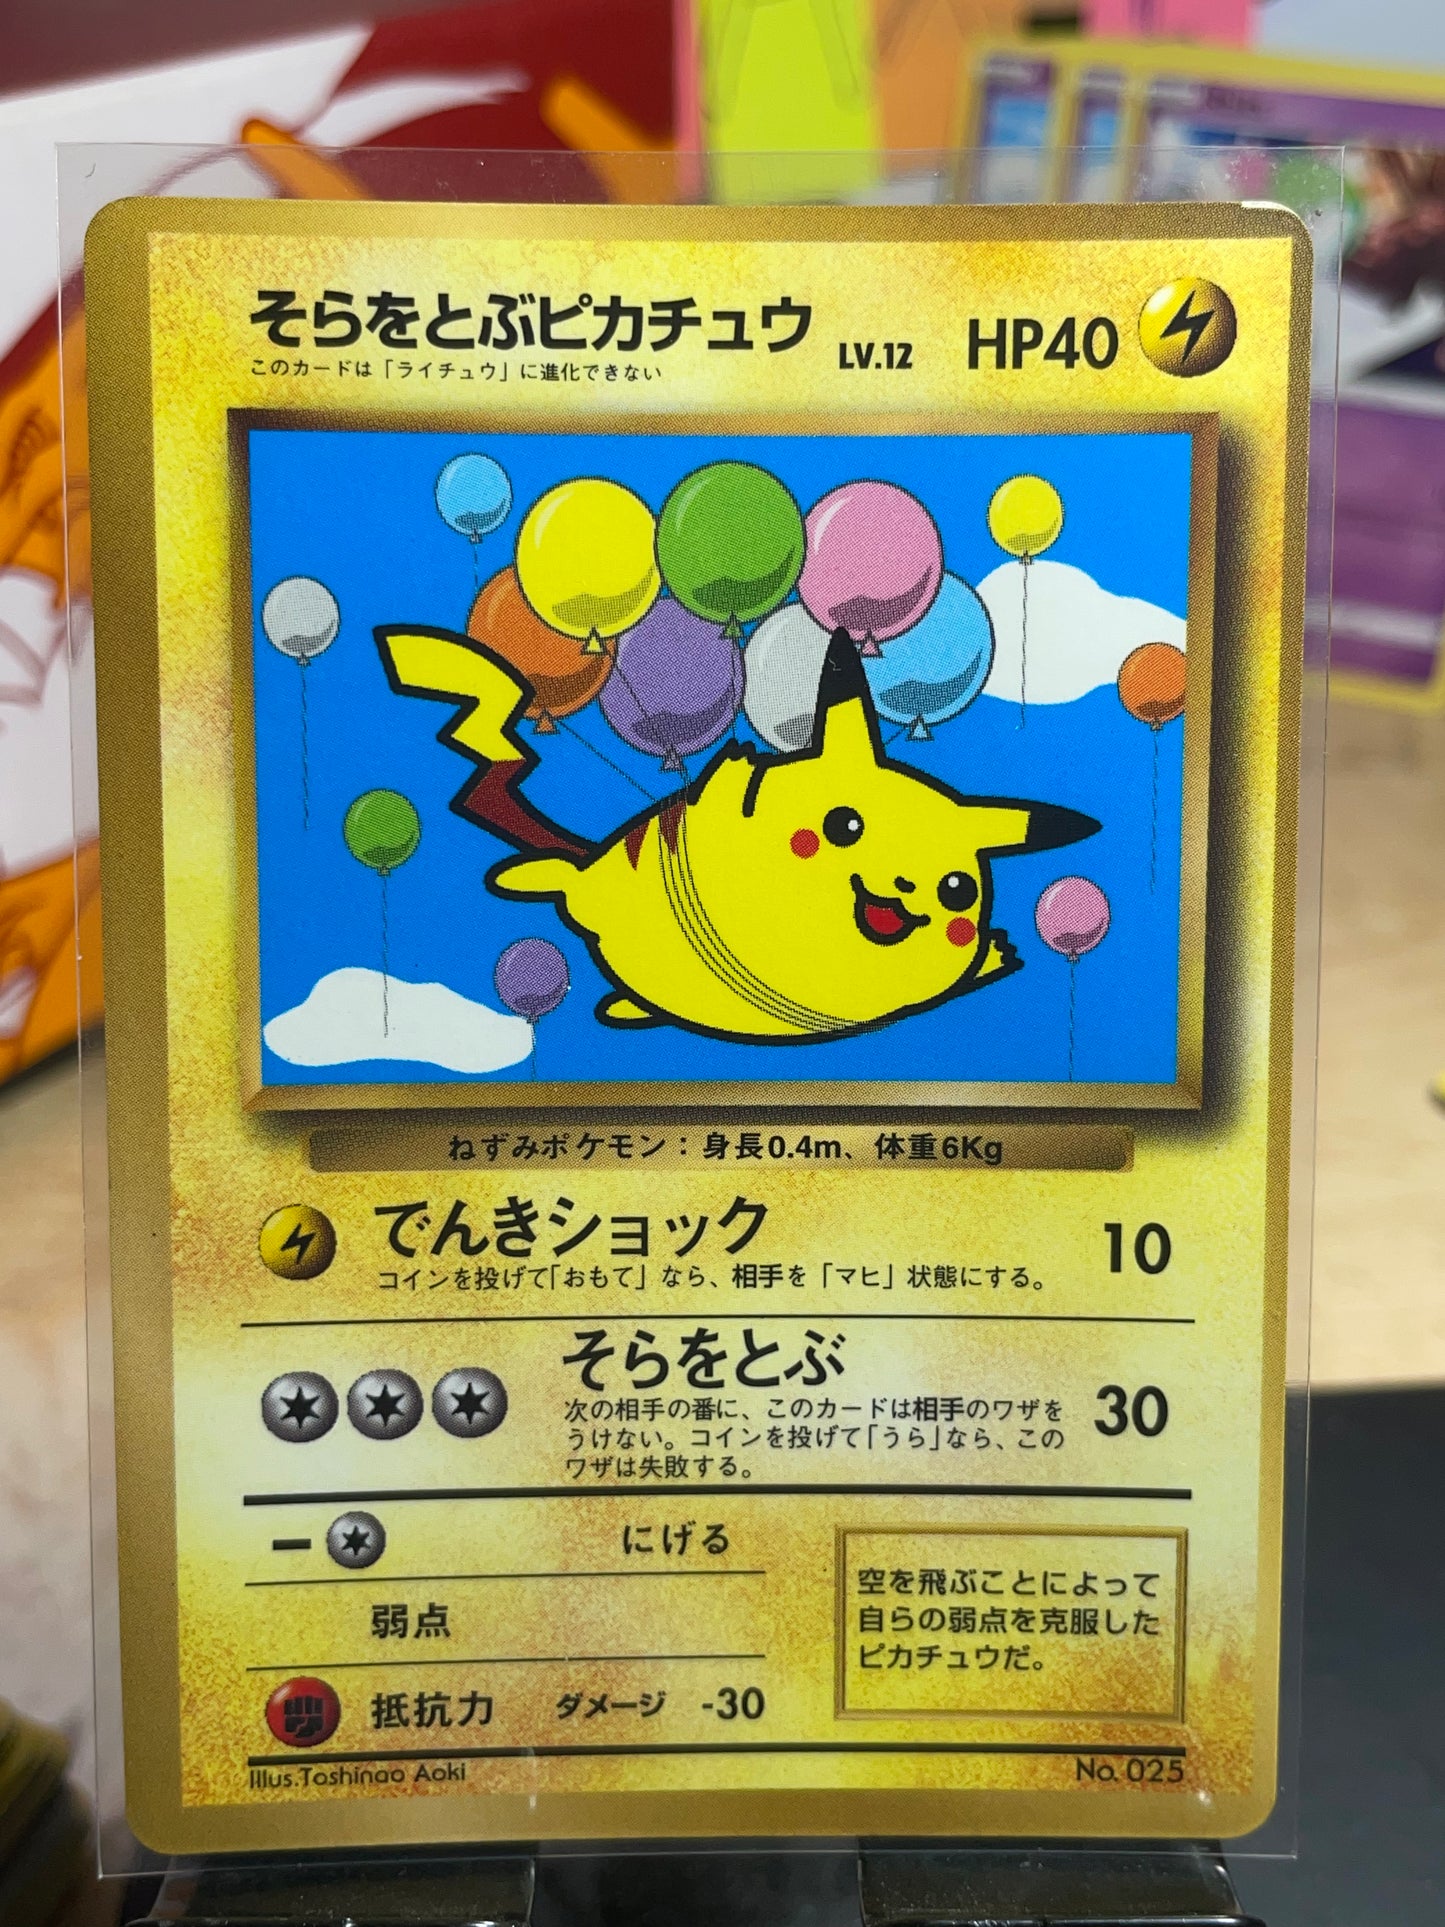 そらをとぶピカチュウ LV.12 HP40
このカードは「ライチュウ」に進化できない
ねずみポケモン：身長0.4m、体重6Kg
でんきショック 10
コインを投げて「おもて」なら、相手を「マヒ」状態にする。
そらをとぶ 30
次の相手の番に、このカードは相手のワザを
うけない。コインを投げて「うら」なら、この
ワザは失敗する。
− にげる
弱点
抵抗力 ダメージ -30
空を飛ぶことによって
自らの弱点を克服した
ピカチュウだ。
Illus.Toshinao Aoki No. 025